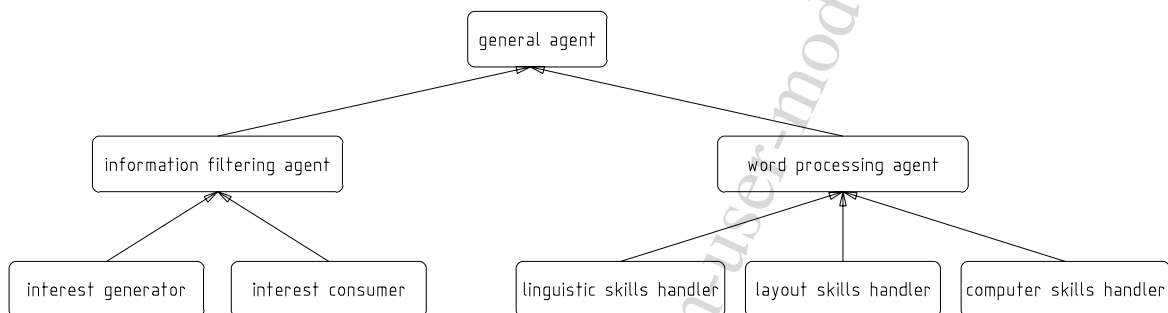 general agent
information filtering agent
word processing agent
interest generator
interest consumer
linguistic skills handler
layout skills handler
computer skills handler